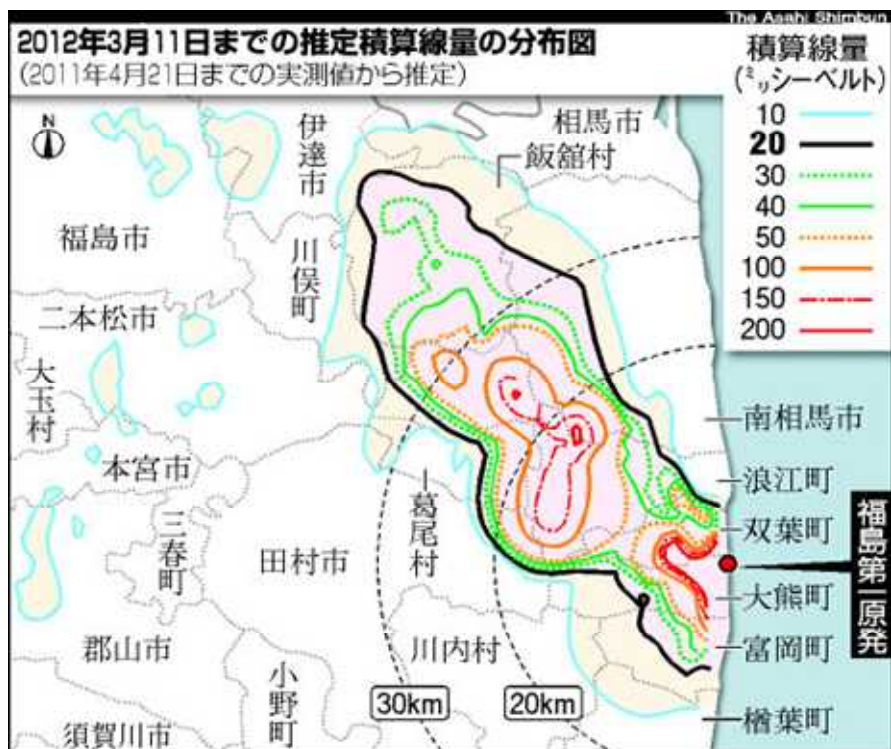 The Asahi Shimbun
2012年3月11日までの推定積算線量の分布図
(2011年4月21日までの実測値から推定)
積算線量
(ミリシーベルト)
10
20
30
40
50
100
150
200
N
相馬市
伊達市
飯舘村
福島市
川俣町
二本松市
大玉村
南相馬市
本宮市
浪江町
三春町
葛尾村
双葉町
田村市
福島第一原発
大熊町
郡山市
川内村
富岡町
小野町
30km
20km
須賀川市
楢葉町